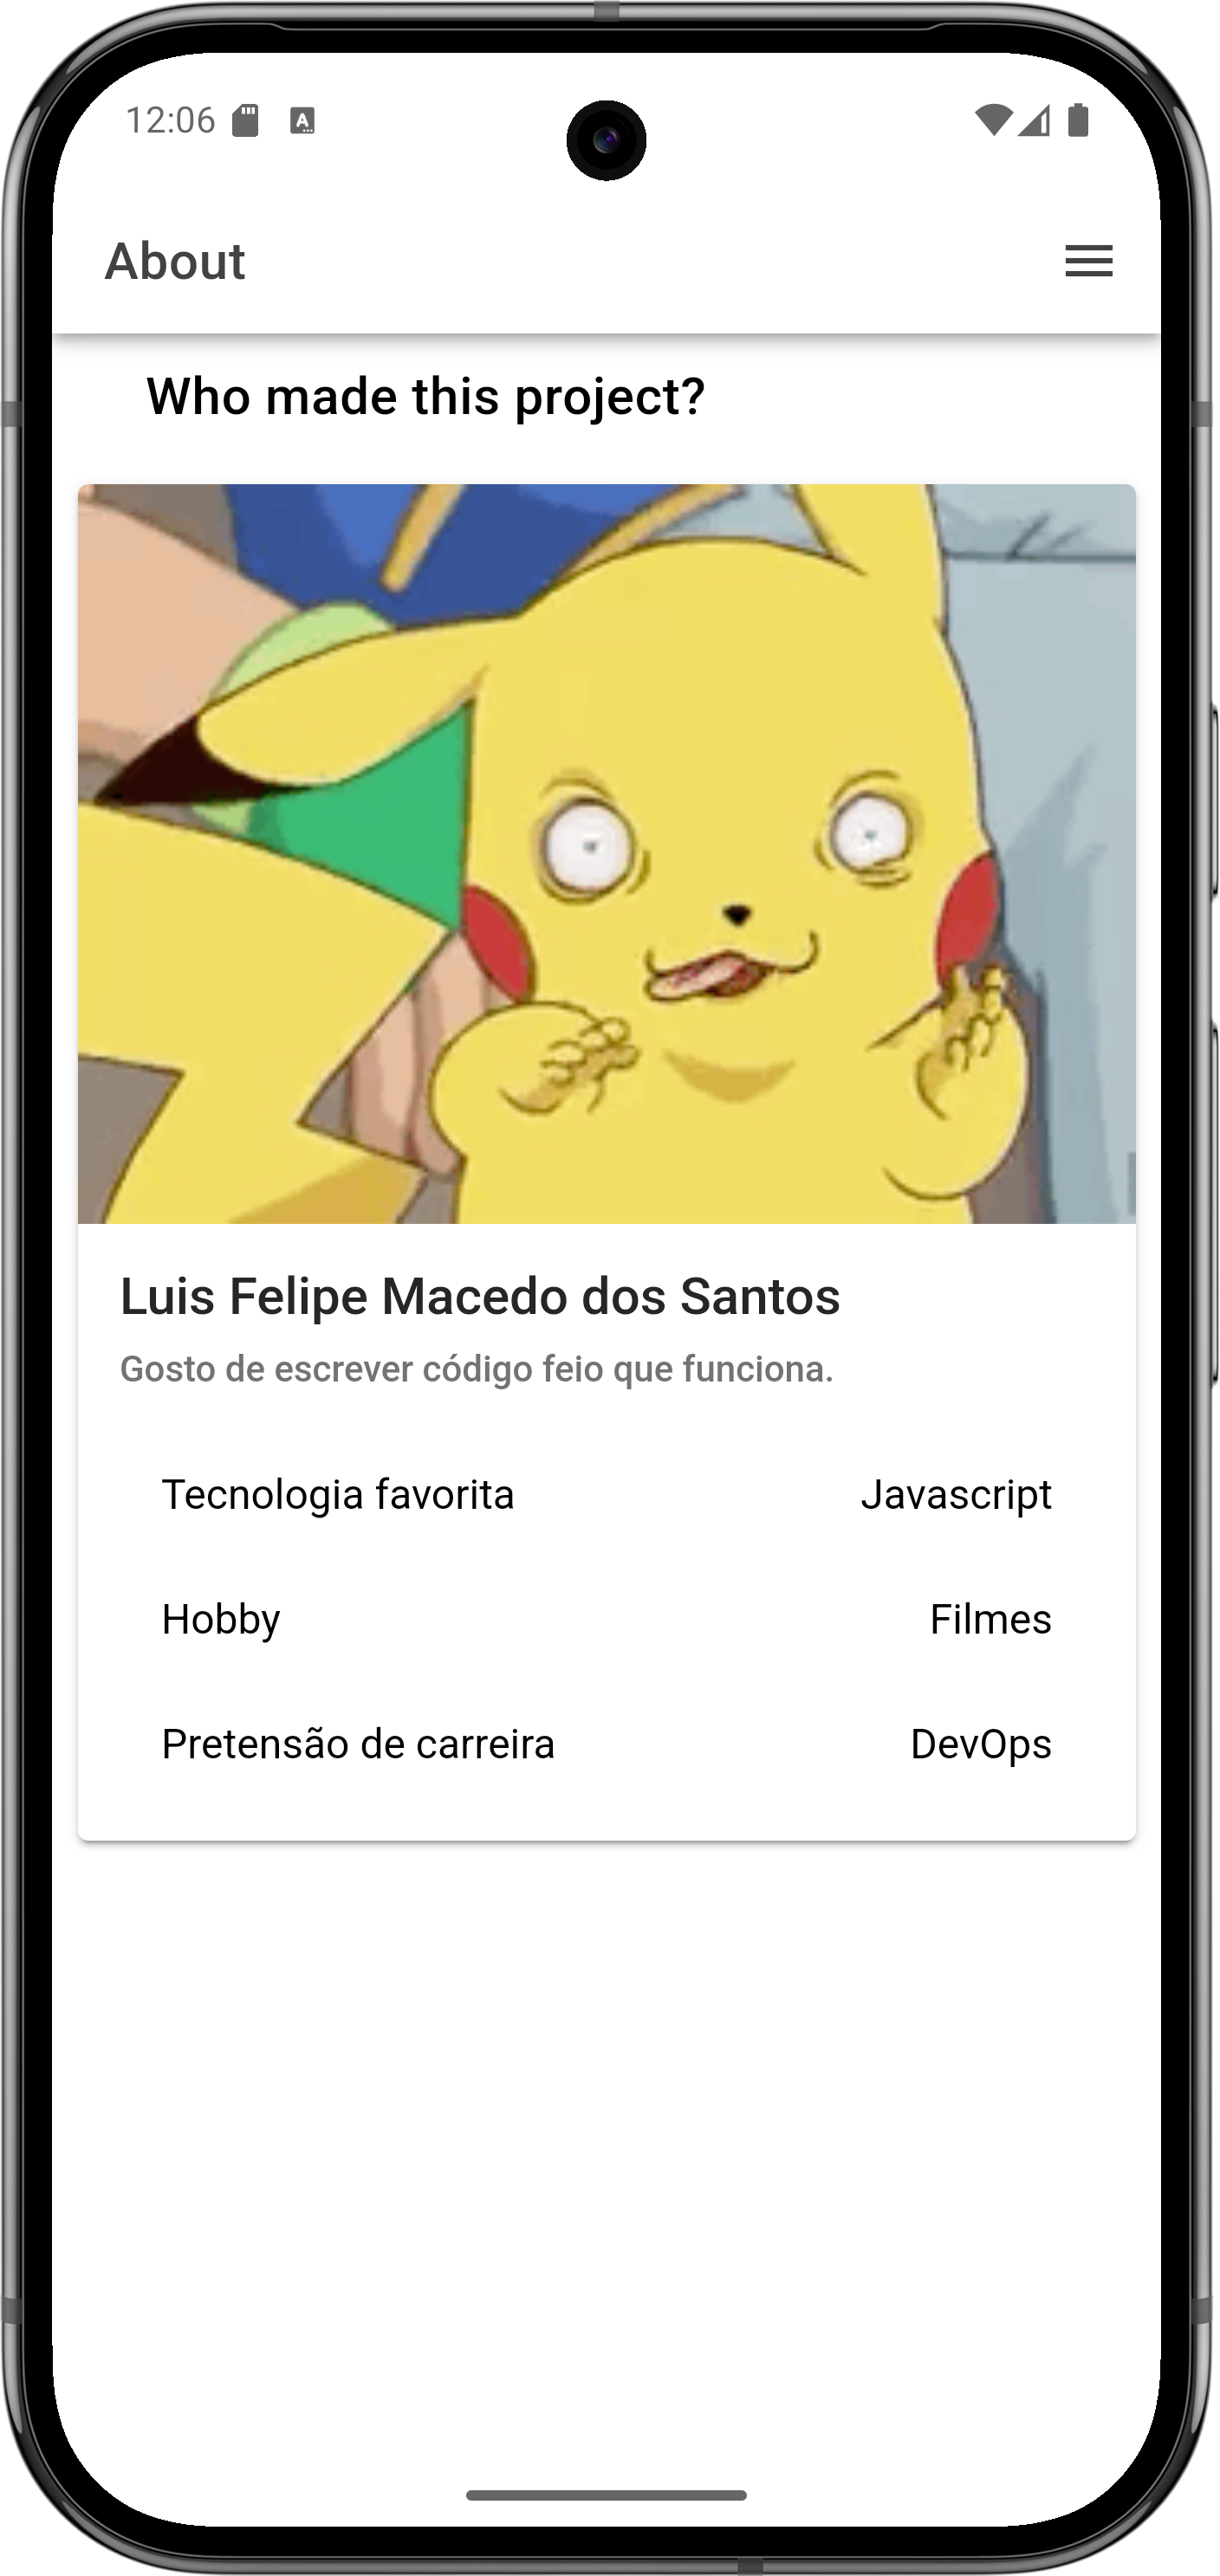 12:06
About
Who made this project?
Luis Felipe Macedo dos Santos
Gosto de escrever código feio que funciona.
Tecnologia favorita Javascript
Hobby Filmes
Pretensão de carreira DevOps